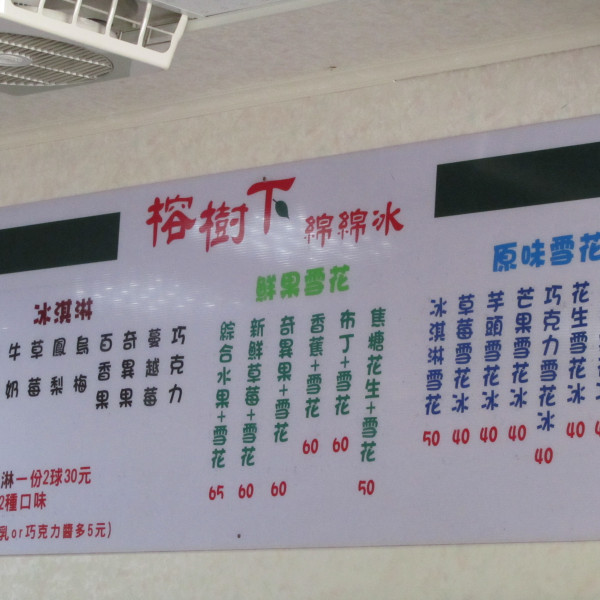 榕樹下 綿綿冰
冰淇淋
巧克力
蔓越莓
奇異果
百香果
烏梅
鳳梨
草莓
牛奶
淋一份2球30元
2種口味
乳or巧克力醬多5元)
鮮果雪花
焦糖花生+雪花 50
布丁+雪花 60
香蕉+雪花 60
奇異果+雪花 60
新鮮草莓+雪花 60
綜合水果+雪花 65
原味雪花
花生雪花冰 40
巧克力雪花冰 40
芒果雪花冰 40
芋頭雪花冰 40
草莓雪花冰 40
冰淇淋雪花 50